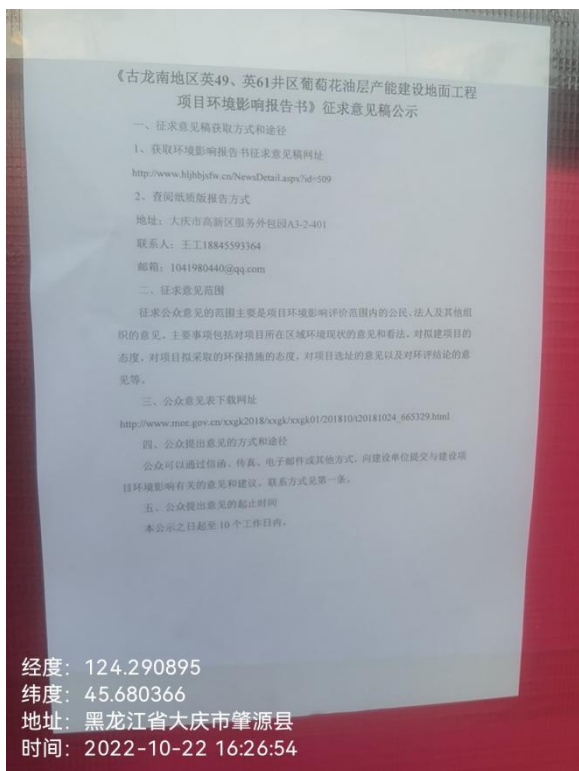 《古龙南地区英49、英61井区葡萄花油层产能建设地面工程
项目环境影响报告书》征求意见稿公示
一、征求意见稿获取方式和途径
1、获取环境影响报告书征求意见稿网址
http://www.hljhbjsfw.cn/NewsDetail.aspx?id=509
2、查阅纸质版报告方式
地址：大庆市高新区服务外包园A3-2-401
联系人：王工18845593364
邮箱：1041980440@qq.com
二、征求意见范围
征求公众意见的范围主要是项目环境影响评价范围内的公民、法人及其他组
织的意见。主要事项包括对项目所在区域环境现状的意见和看法，对拟建项目的
态度，对项目拟采取的环保措施的态度，对项目选址的意见以及对环评结论的意
见等。
三、公众意见表下载网址
http://www.mee.gov.cn/xxgk2018/xxgk/xxgk01/201810/t20181024_665329.html
四、公众提出意见的方式和途径
公众可以通过信函、传真、电子邮件或其他方式，向建设单位提交与建设项
目环境影响有关的意见和建议。联系方式见第一条。
五、公众提出意见的起止时间
本公示之日起至10个工作日内。
经度：124.290895
纬度：45.680366
地址：黑龙江省大庆市肇源县
时间：2022-10-22 16:26:54